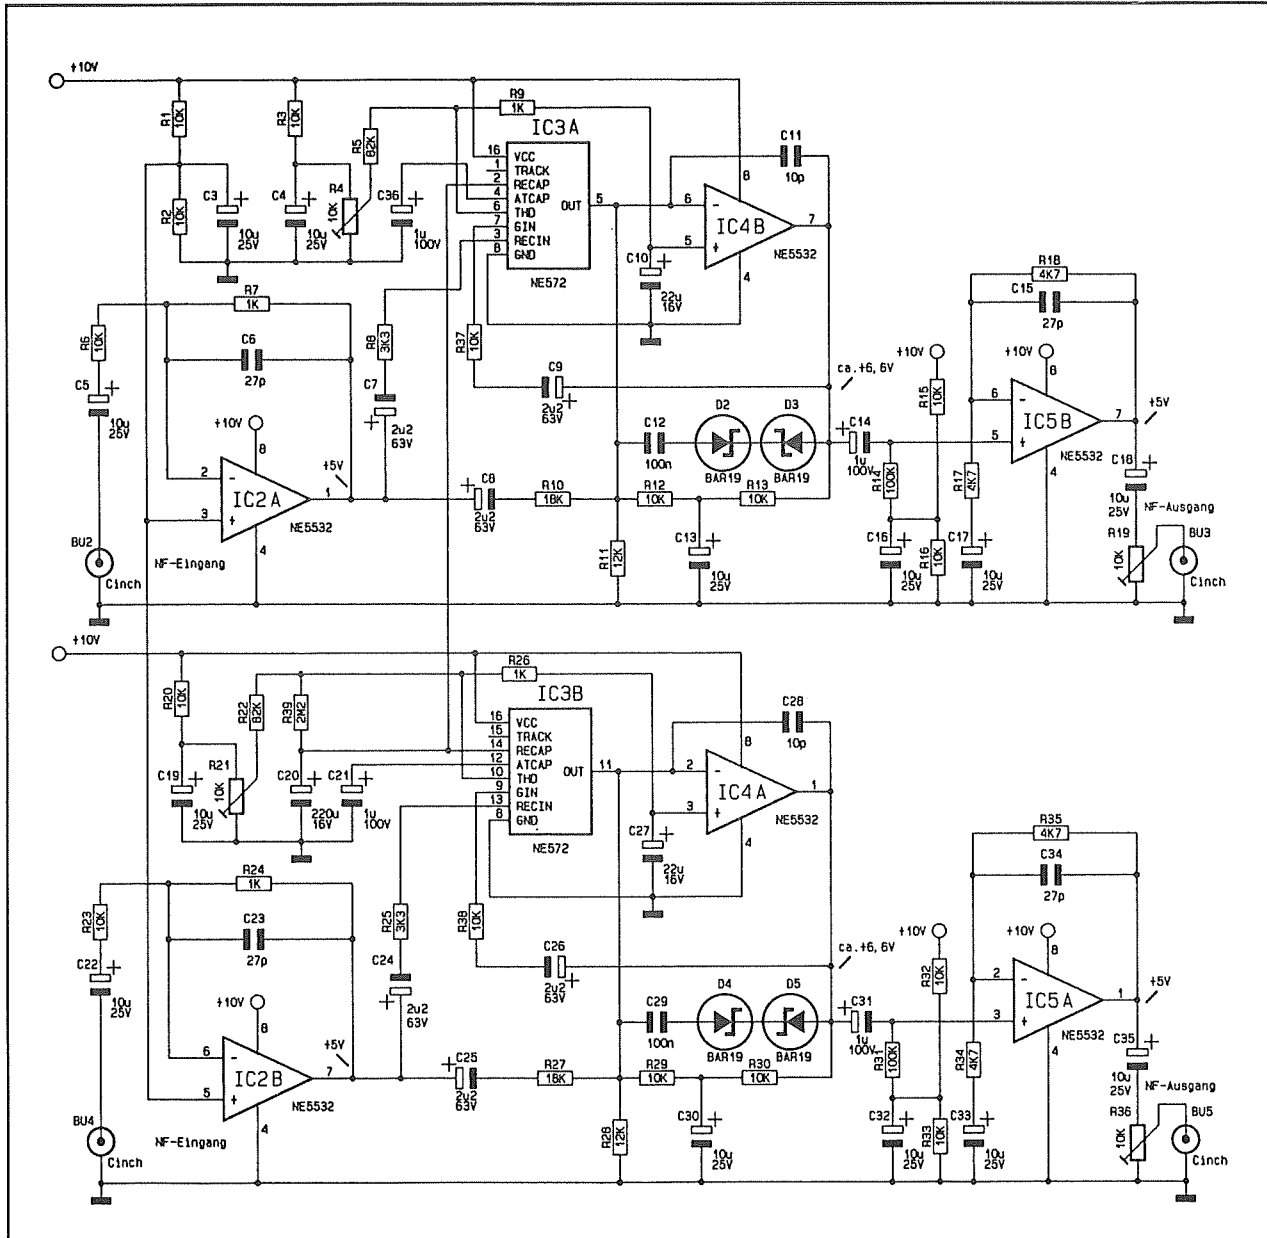 +10V
R1
10K
R3
10K
R5
82K
R9
1K
IC3A
C11
10p
R2
10K
C3
10u
25V
C4
10u
25V
R4
10K
C36
1u
100V
16
VCC
1
TRACK
2
RECAP
4
ATCAP
6
THD
7
GIN
3
RECIN
8
GND
OUT
5
NE572
6
5
IC4B
7
8
4
NE5532
C10
22u
16V
R7
1K
C6
27p
R6
10K
C5
10u
25V
R8
3K3
C7
2u2
63V
R37
10K
C9
2u2
63V
ca.+6,6V
+10V
8
2
3
IC2A
1
4
+5V
NE5532
C8
2u2
63V
R10
18K
C12
100n
D2
BAR19
D3
BAR19
C14
1u
100V
R12
10K
R13
10K
R11
12K
C13
10u
25V
R14
100K
C16
10u
25V
+10V
R15
10K
R16
10K
R18
4K7
C15
27p
+10V
8
6
5
IC5B
7
4
+5V
NE5532
R17
4K7
C17
10u
25V
C18
10u
25V
NF-Ausgang
R19
10K
BU3
Cinch
BU2
NF-Eingang
Cinch
+10V
R20
10K
R22
82K
R39
2M2
R26
1K
IC3B
C28
10p
C19
10u
25V
R21
10K
C20
220u
16V
C21
1u
100V
16
VCC
15
TRACK
14
RECAP
12
ATCAP
10
THD
9
GIN
13
RECIN
8
GND
OUT
11
NE572
2
3
IC4A
1
8
4
NE5532
C27
22u
16V
R24
1K
C23
27p
R23
10K
C22
10u
25V
R25
3K3
C24
2u2
63V
R38
10K
C26
2u2
63V
ca.+6,6V
+10V
8
6
5
IC2B
7
4
+5V
NE5532
C25
2u2
63V
R27
18K
C29
100n
D4
BAR19
D5
BAR19
C31
1u
100V
R29
10K
R30
10K
R28
12K
C30
10u
25V
R31
100K
C32
10u
25V
+10V
R32
10K
R33
10K
R35
4K7
C34
27p
+10V
8
2
3
IC5A
1
4
+5V
NE5532
R34
4K7
C33
10u
25V
C35
10u
25V
NF-Ausgang
R36
10K
BU5
Cinch
BU4
NF-Eingang
Cinch